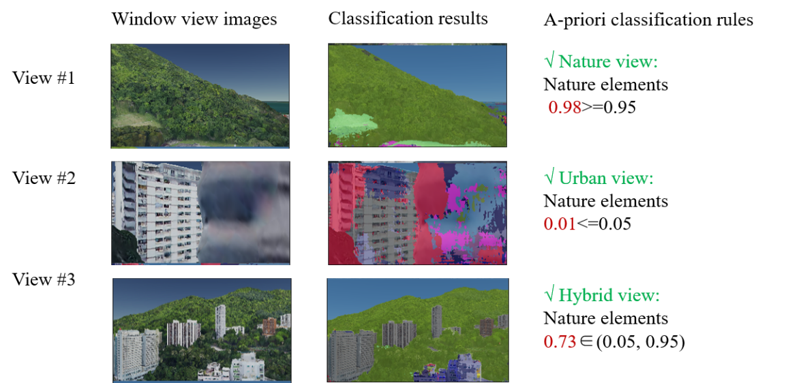 Window view images
Classification results
A-priori classification rules
View #1
√ Nature view:
Nature elements
0.98>=0.95
View #2
√ Urban view:
Nature elements
0.01<=0.05
View #3
√ Hybrid view:
Nature elements
0.73∈(0.05, 0.95)